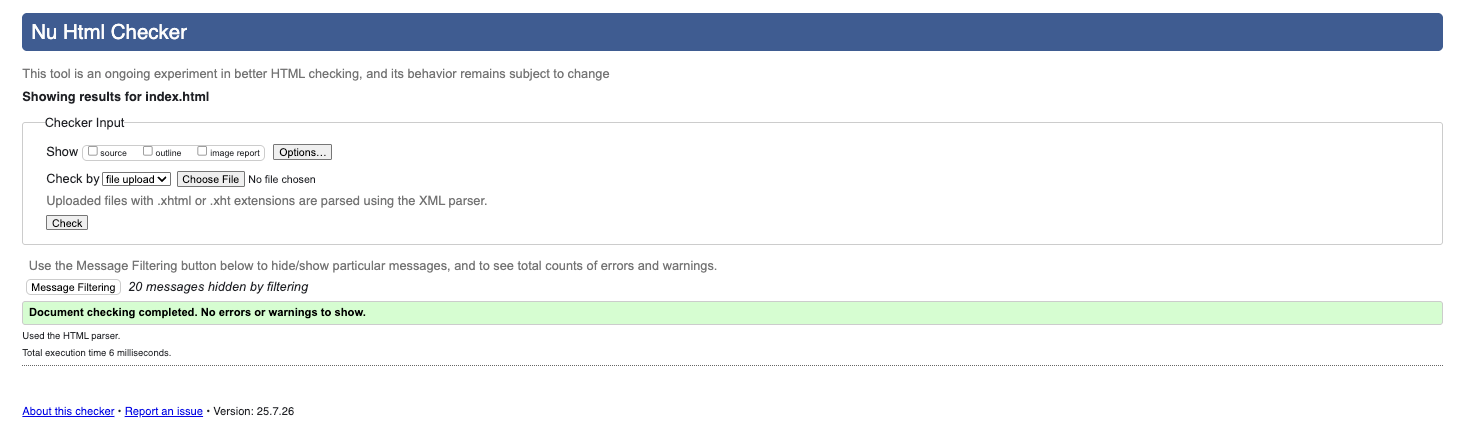 Nu Html Checker
This tool is an ongoing experiment in better HTML checking, and its behavior remains subject to change
Showing results for index.html
Checker Input
Show source outline image report Options...
Check by file upload Choose File No file chosen
Uploaded files with .xhtml or .xht extensions are parsed using the XML parser.
Check
Use the Message Filtering button below to hide/show particular messages, and to see total counts of errors and warnings.
Message Filtering 20 messages hidden by filtering
Document checking completed. No errors or warnings to show.
Used the HTML parser.
Total execution time 6 milliseconds.
About this checker • Report an issue • Version: 25.7.26